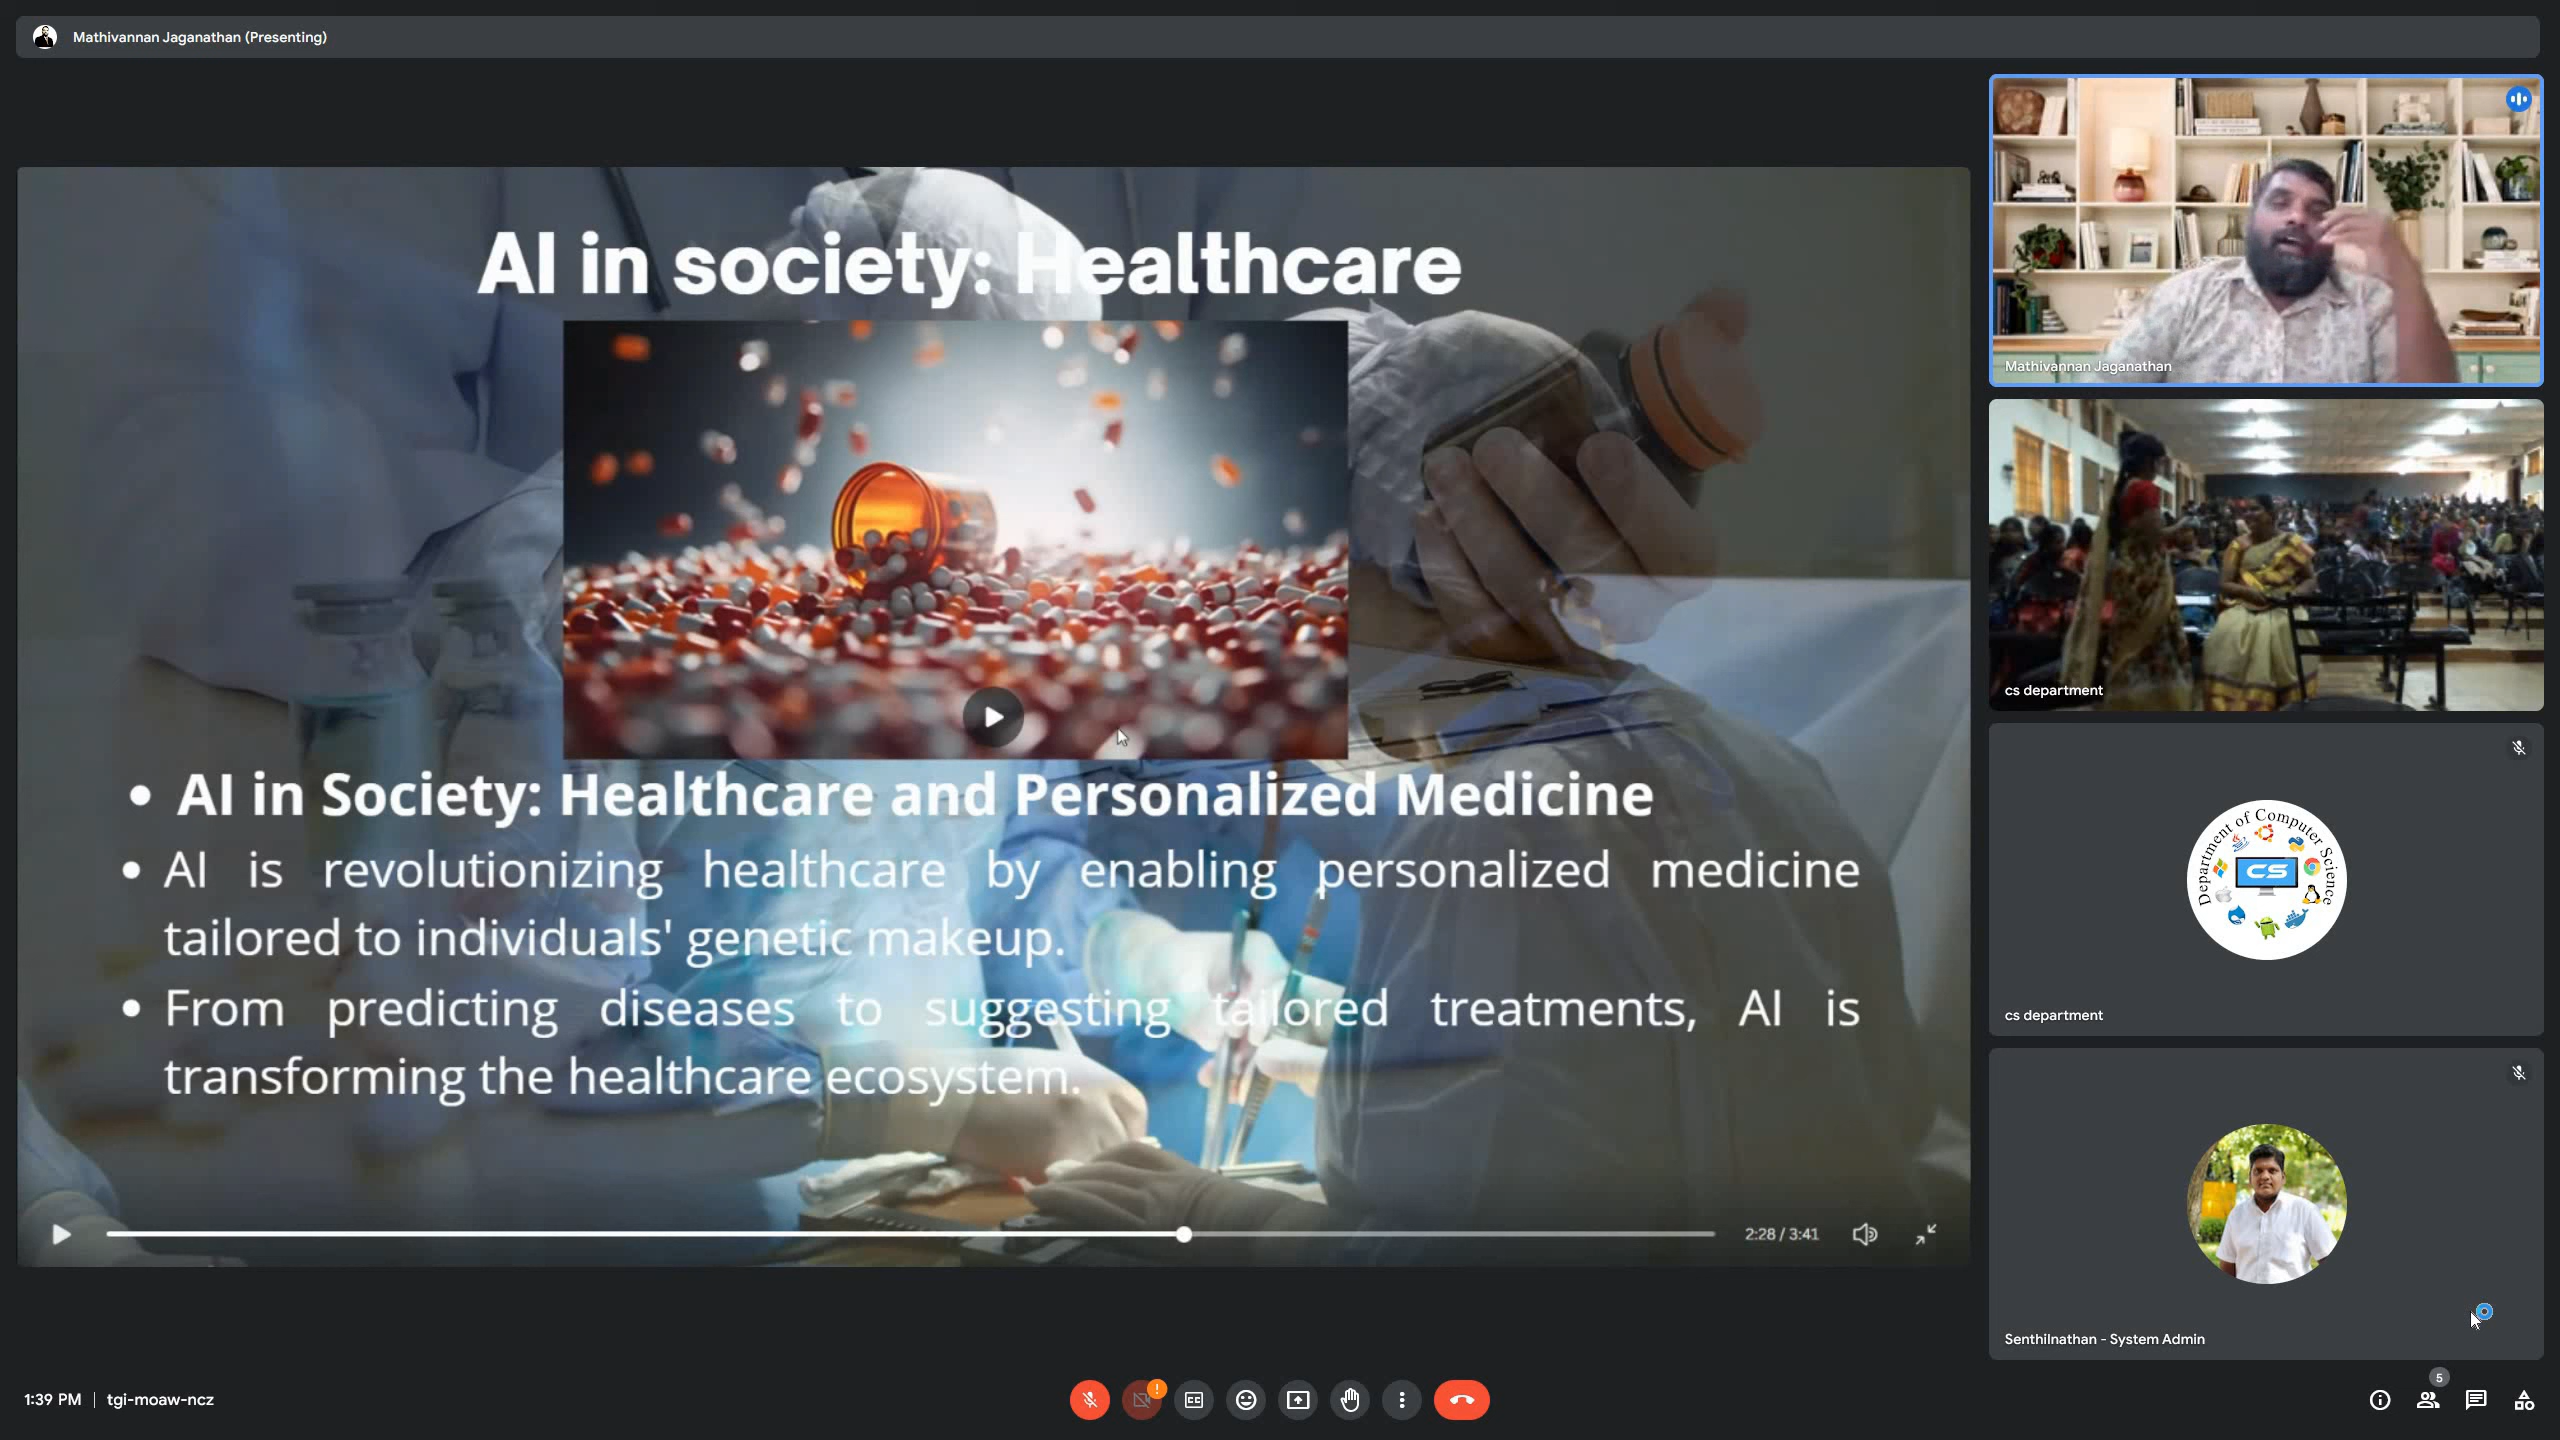 Mathivannan Jaganathan (Presenting)
AI in society: Healthcare
• AI in Society: Healthcare and Personalized Medicine
• AI is revolutionizing healthcare by enabling personalized medicine
tailored to individuals' genetic makeup.
• From predicting diseases to suggesting tailored treatments, AI is
transforming the healthcare ecosystem.
2:28 / 3:41
Mathivannan Jaganathan
cs department
Department of Computer Science
CS
cs department
Senthilnathan - System Admin
1:39 PM | tgi-moaw-ncz
!
5